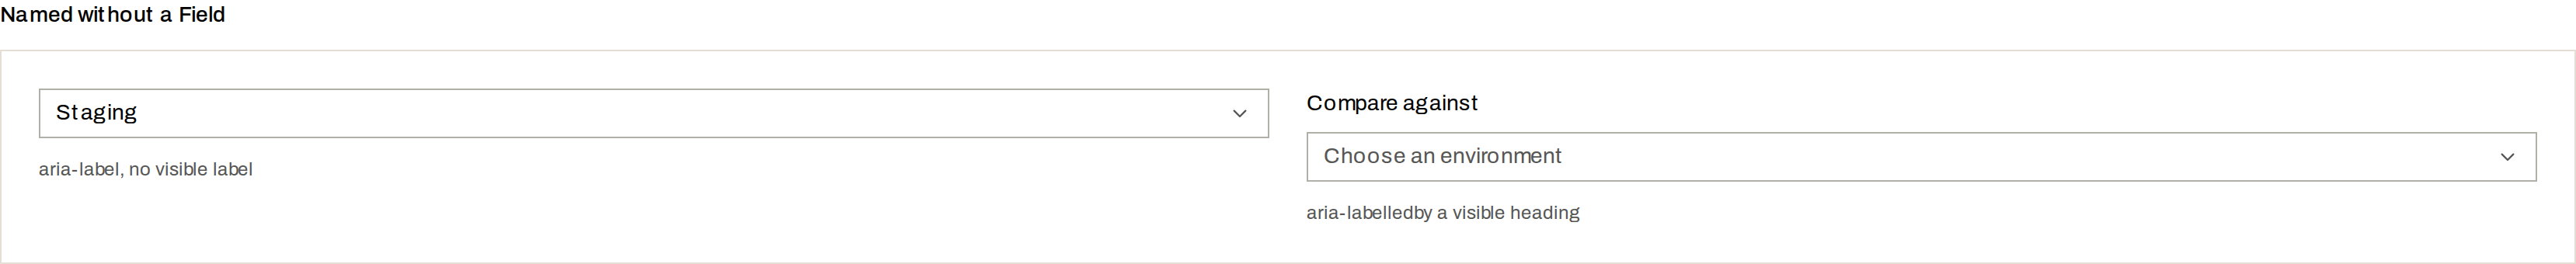 Named without a Field
Staging
aria-label, no visible label
Compare against
Choose an environment
aria-labelledby a visible heading